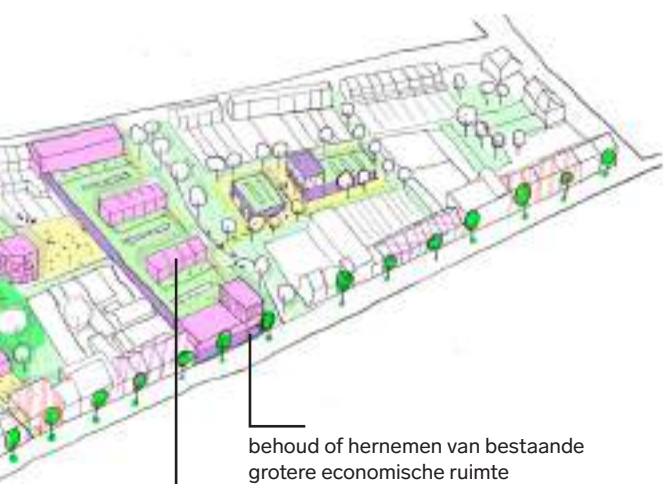 behoud of hernemen van bestaande
grotere economische ruimte